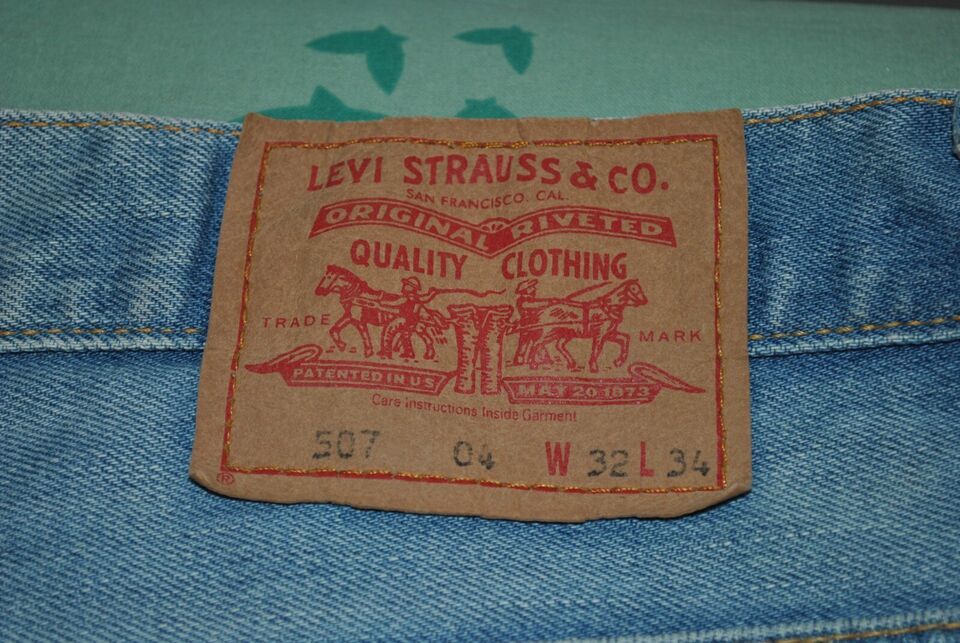 LEVI STRAUSS & CO.
SAN FRANCISCO. CAL.
ORIGINAL RIVETED
QUALITY CLOTHING
TRADE MARK
PATENTED IN U S MAY 20 1873
Care Instructions Inside Garment
507 04 W 32 L 34
®